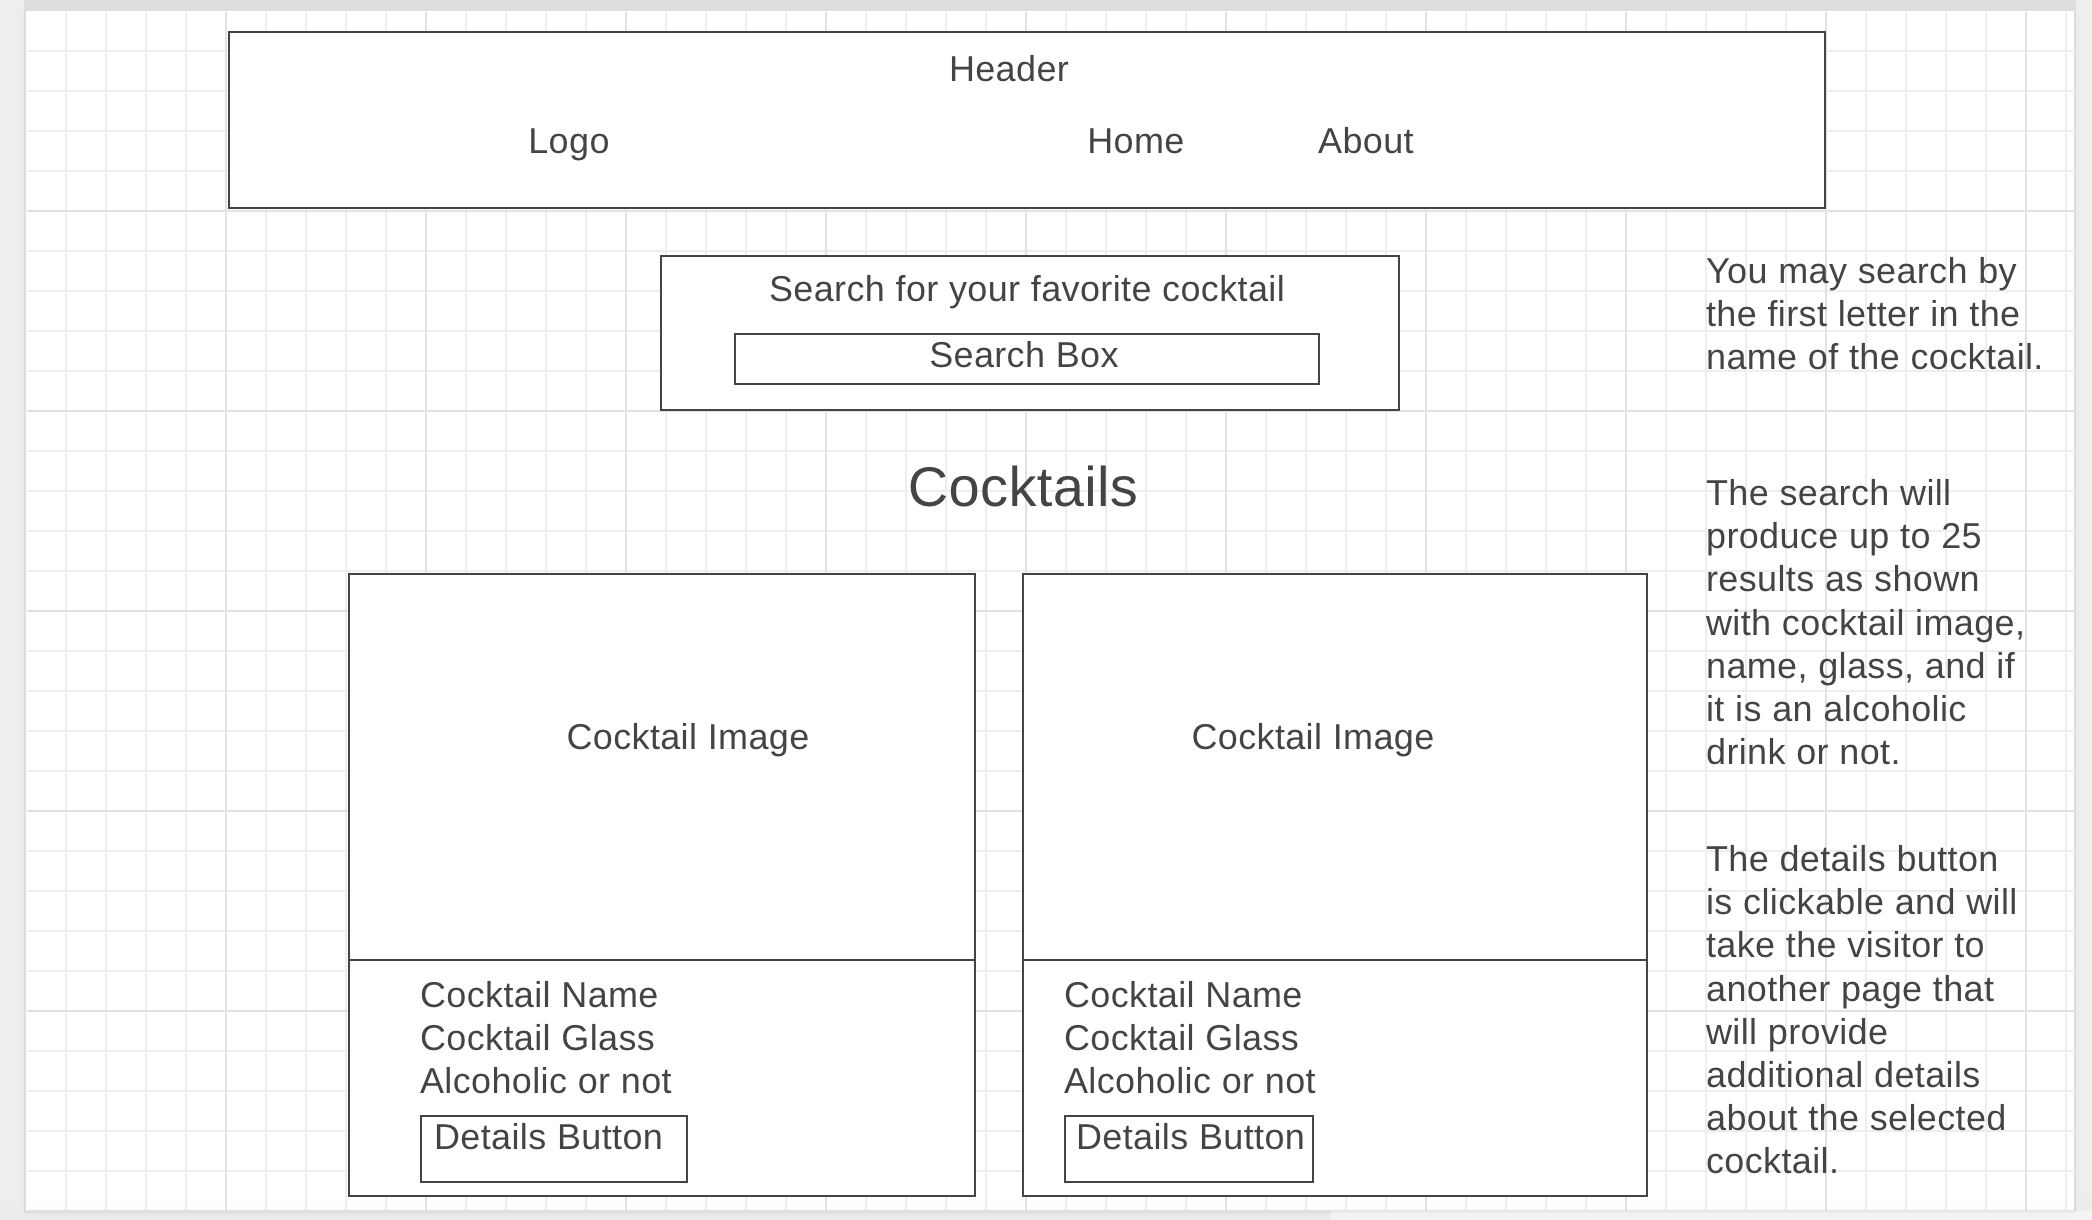 Header
Logo Home About
Search for your favorite cocktail
Search Box
You may search by
the first letter in the
name of the cocktail.
Cocktails
The search will
produce up to 25
results as shown
with cocktail image,
name, glass, and if
it is an alcoholic
drink or not.
Cocktail Image
Cocktail Name
Cocktail Glass
Alcoholic or not
Details Button
Cocktail Image
Cocktail Name
Cocktail Glass
Alcoholic or not
Details Button
The details button
is clickable and will
take the visitor to
another page that
will provide
additional details
about the selected
cocktail.